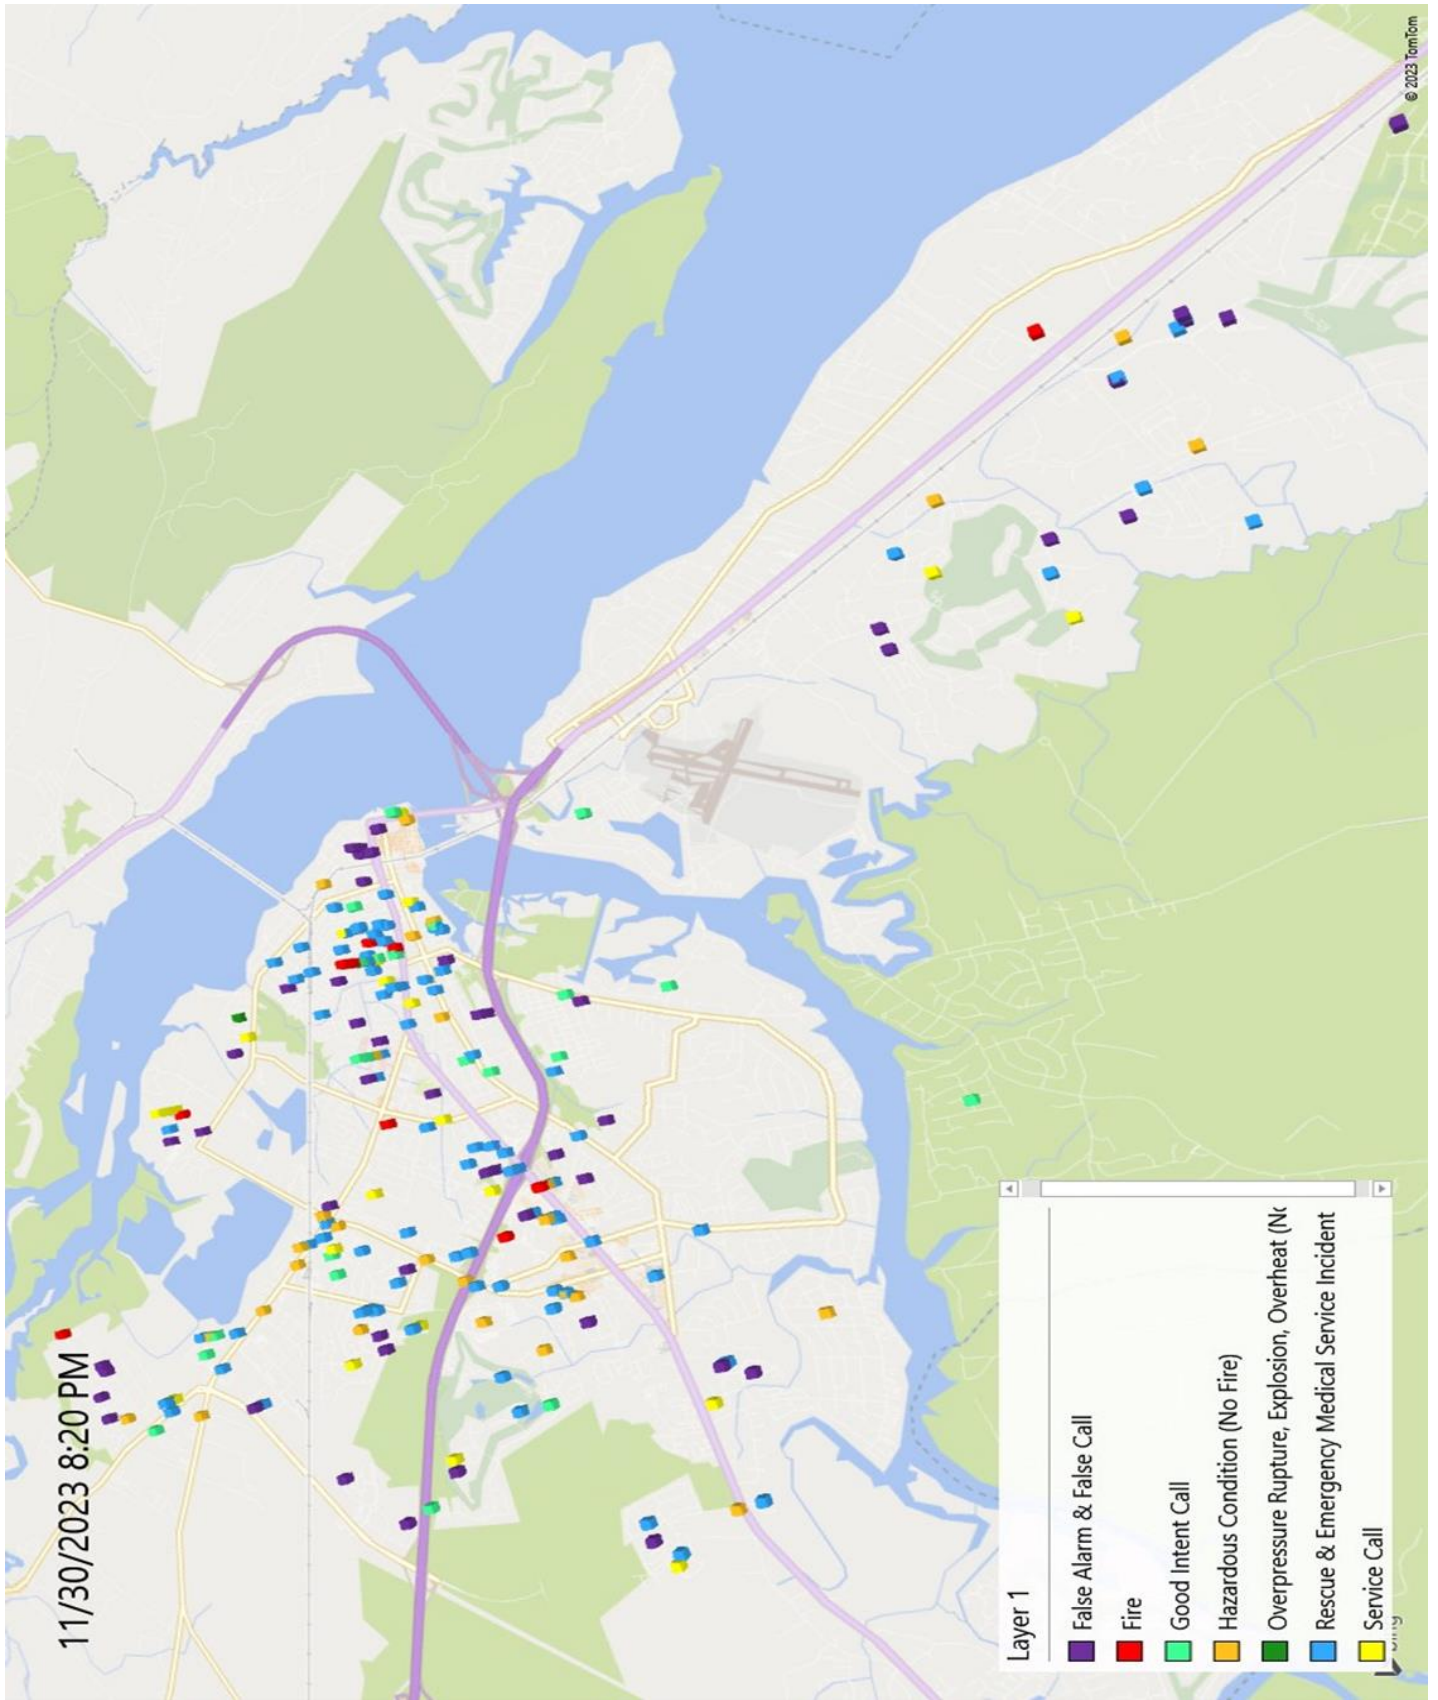 11/30/2023 8:20 PM
Layer 1
False Alarm & False Call
Fire
Good Intent Call
Hazardous Condition (No Fire)
Overpressure Rupture, Explosion, Overheat (No
Rescue & Emergency Medical Service Incident
Service Call
© 2023 TomTom